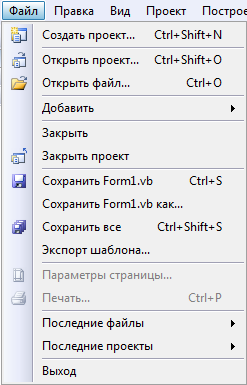 Файл Правка Вид Проект Построе
Создать проект... Ctrl+Shift+N
Открыть проект... Ctrl+Shift+O
Открыть файл... Ctrl+O
Добавить
Закрыть
Закрыть проект
Сохранить Form1.vb Ctrl+S
Сохранить Form1.vb как...
Сохранить все Ctrl+Shift+S
Экспорт шаблона...
Параметры страницы...
Печать... Ctrl+P
Последние файлы
Последние проекты
Выход